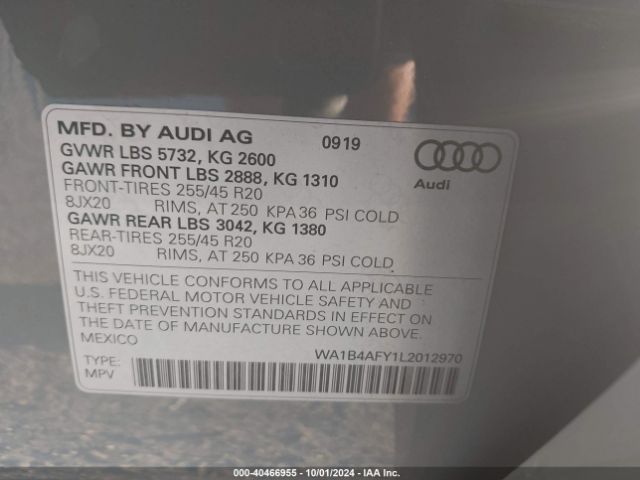 MFD. BY AUDI AG 0919
GVWR LBS 5732, KG 2600
GAWR FRONT LBS 2888, KG 1310
FRONT-TIRES 255/45 R20
8JX20 RIMS, AT 250 KPA 36 PSI COLD
GAWR REAR LBS 3042, KG 1380
REAR-TIRES 255/45 R20
8JX20 RIMS, AT 250 KPA 36 PSI COLD
Audi
THIS VEHICLE CONFORMS TO ALL APPLICABLE
U.S. FEDERAL MOTOR VEHICLE SAFETY AND
THEFT PREVENTION STANDARDS IN EFFECT ON
THE DATE OF MANUFACTURE SHOWN ABOVE.
MEXICO
WA1B4AFY1L2012970
TYPE:
MPV
000-40466955 - 10/01/2024 - IAA Inc.